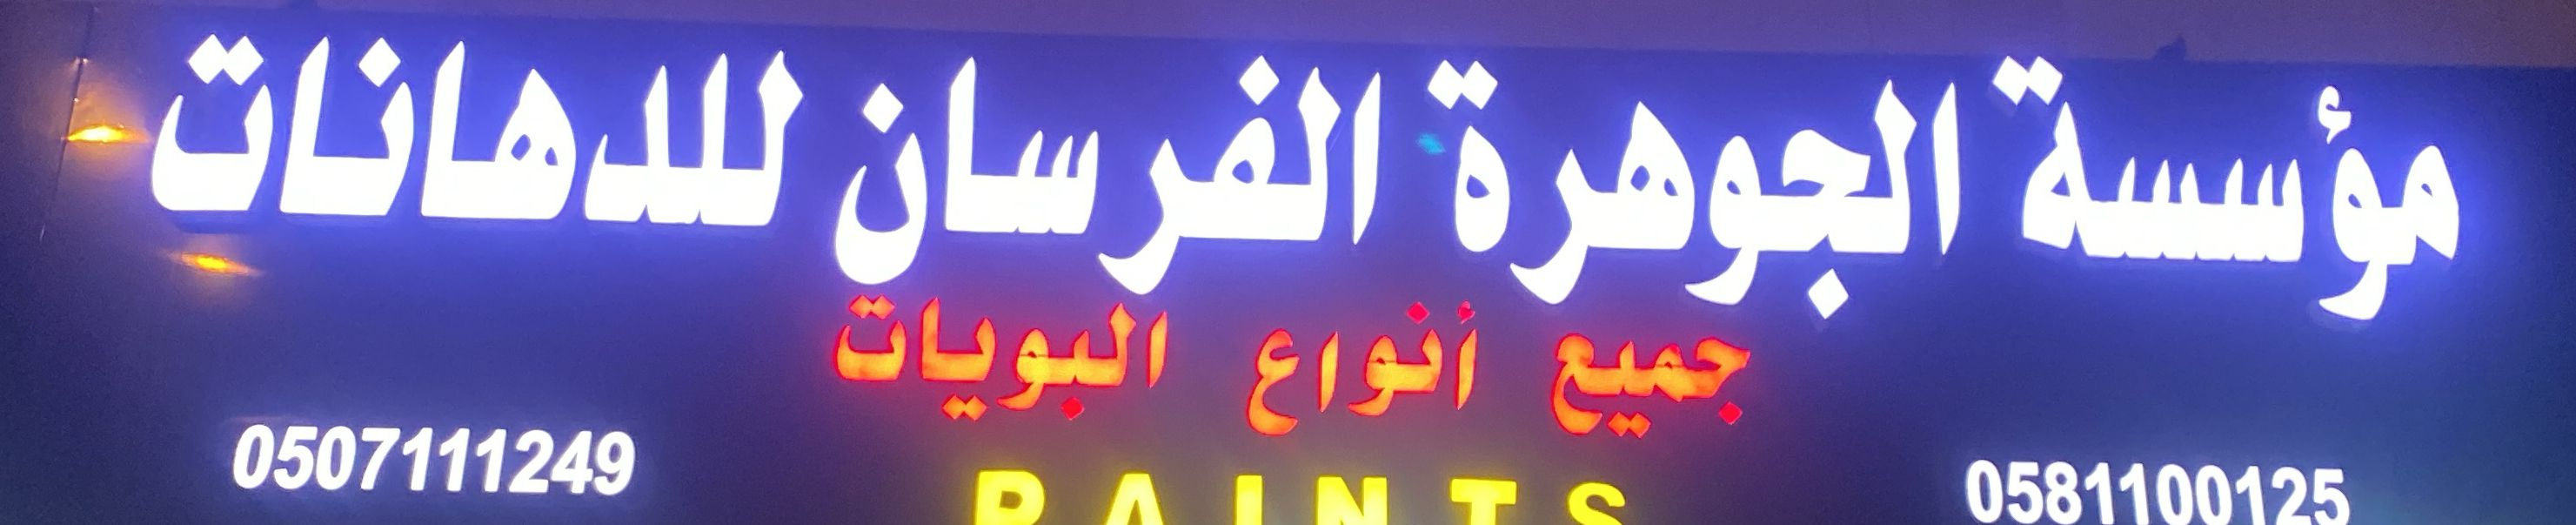 مؤسسة الجوهرة الفرسان للدهانات
جميع أنواع البويات
0507111249 PAINTS 0581100125